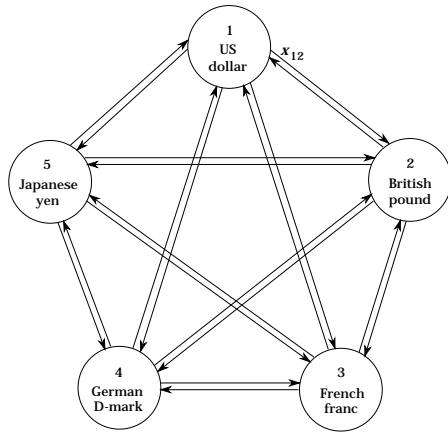 1
US
dollar
x12
5
Japanese
yen
2
British
pound
4
German
D-mark
3
French
franc